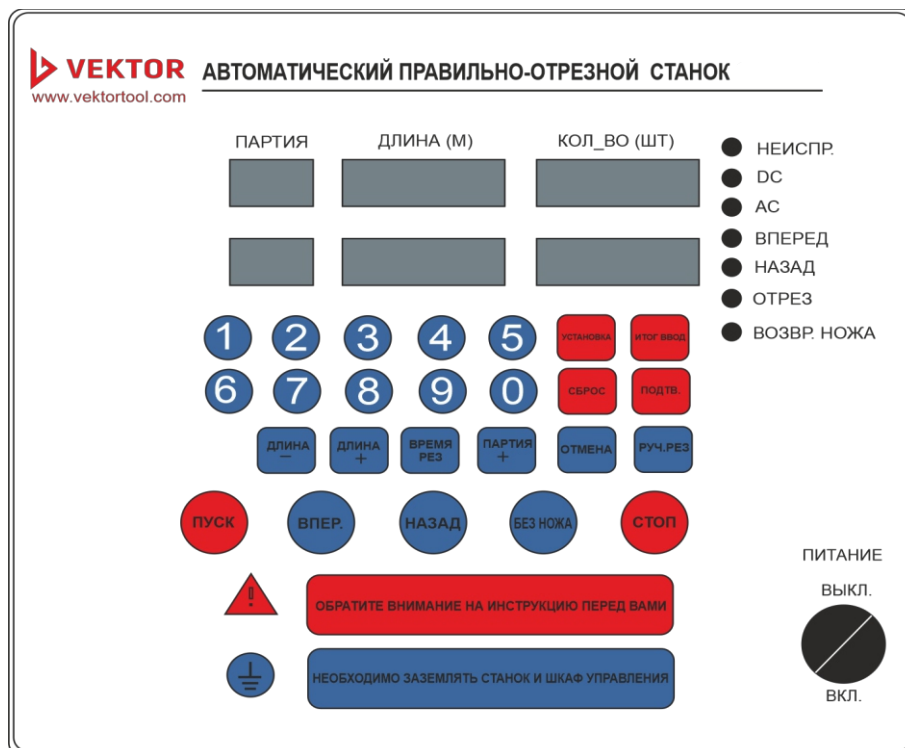 VEKTOR
www.vektortool.com
АВТОМАТИЧЕСКИЙ ПРАВИЛЬНО-ОТРЕЗНОЙ СТАНОК
ПАРТИЯ ДЛИНА (М) КОЛ_ВО (ШТ)
НЕИСПР.
DC
AC
ВПЕРЕД
НАЗАД
ОТРЕЗ
ВОЗВР. НОЖА
1 2 3 4 5 УСТАНОВКА ИТОГ ВВОД
6 7 8 9 0 СБРОС ПОДТВ.
ДЛИНА − ДЛИНА + ВРЕМЯ РЕЗ ПАРТИЯ + ОТМЕНА РУЧ.РЕЗ
ПУСК ВПЕР. НАЗАД БЕЗ НОЖА СТОП
! ОБРАТИТЕ ВНИМАНИЕ НА ИНСТРУКЦИЮ ПЕРЕД ВАМИ
НЕОБХОДИМО ЗАЗЕМЛЯТЬ СТАНОК И ШКАФ УПРАВЛЕНИЯ
ПИТАНИЕ
ВЫКЛ.
ВКЛ.